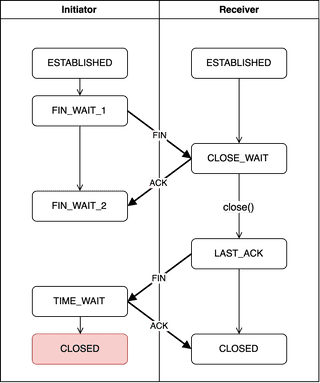 Initiator
Receiver
ESTABLISHED
ESTABLISHED
FIN_WAIT_1
FIN
CLOSE_WAIT
ACK
FIN_WAIT_2
close()
LAST_ACK
FIN
TIME_WAIT
ACK
CLOSED
CLOSED